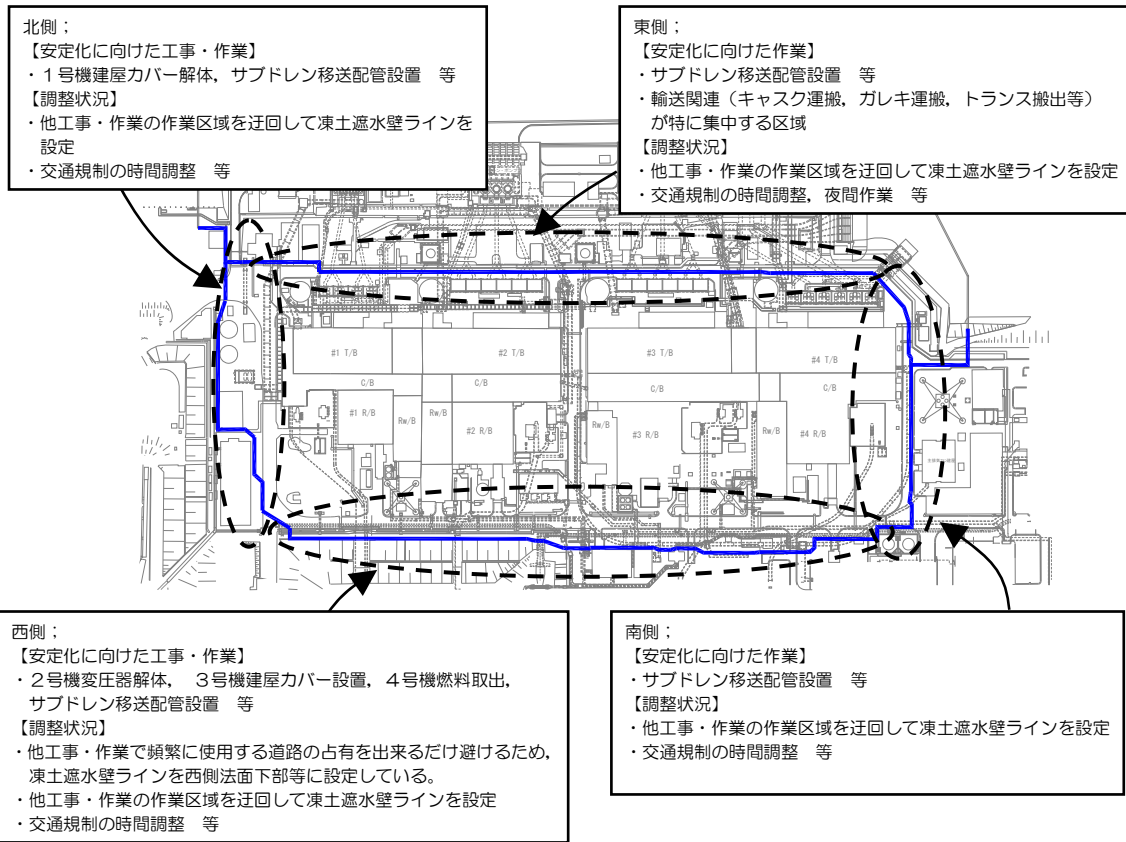 北側；
【安定化に向けた工事・作業】
・１号機建屋カバー解体，サブドレン移送配管設置　等
【調整状況】
・他工事・作業の作業区域を迂回して凍土遮水壁ラインを
設定
・交通規制の時間調整　等
東側；
【安定化に向けた作業】
・サブドレン移送配管設置　等
・輸送関連（キャスク運搬，ガレキ運搬，トランス搬出等）
が特に集中する区域
【調整状況】
・他工事・作業の作業区域を迂回して凍土遮水壁ラインを設定
・交通規制の時間調整，夜間作業　等
#1 T/B
#2 T/B
#3 T/B
#4 T/B
C/B
C/B
C/B
C/B
#1 R/B
Rw/B
Rw/B
#2 R/B
Rw/B
#3 R/B
Rw/B
#4 R/B
西側；
【安定化に向けた工事・作業】
・２号機変圧器解体，　３号機建屋カバー設置，４号機燃料取出，
サブドレン移送配管設置　等
【調整状況】
・他工事・作業で頻繁に使用する道路の占有を出来るだけ避けるため，
凍土遮水壁ラインを西側法面下部等に設定している。
・他工事・作業の作業区域を迂回して凍土遮水壁ラインを設定
・交通規制の時間調整　等
南側；
【安定化に向けた作業】
・サブドレン移送配管設置　等
【調整状況】
・他工事・作業の作業区域を迂回して凍土遮水壁ラインを設定
・交通規制の時間調整　等